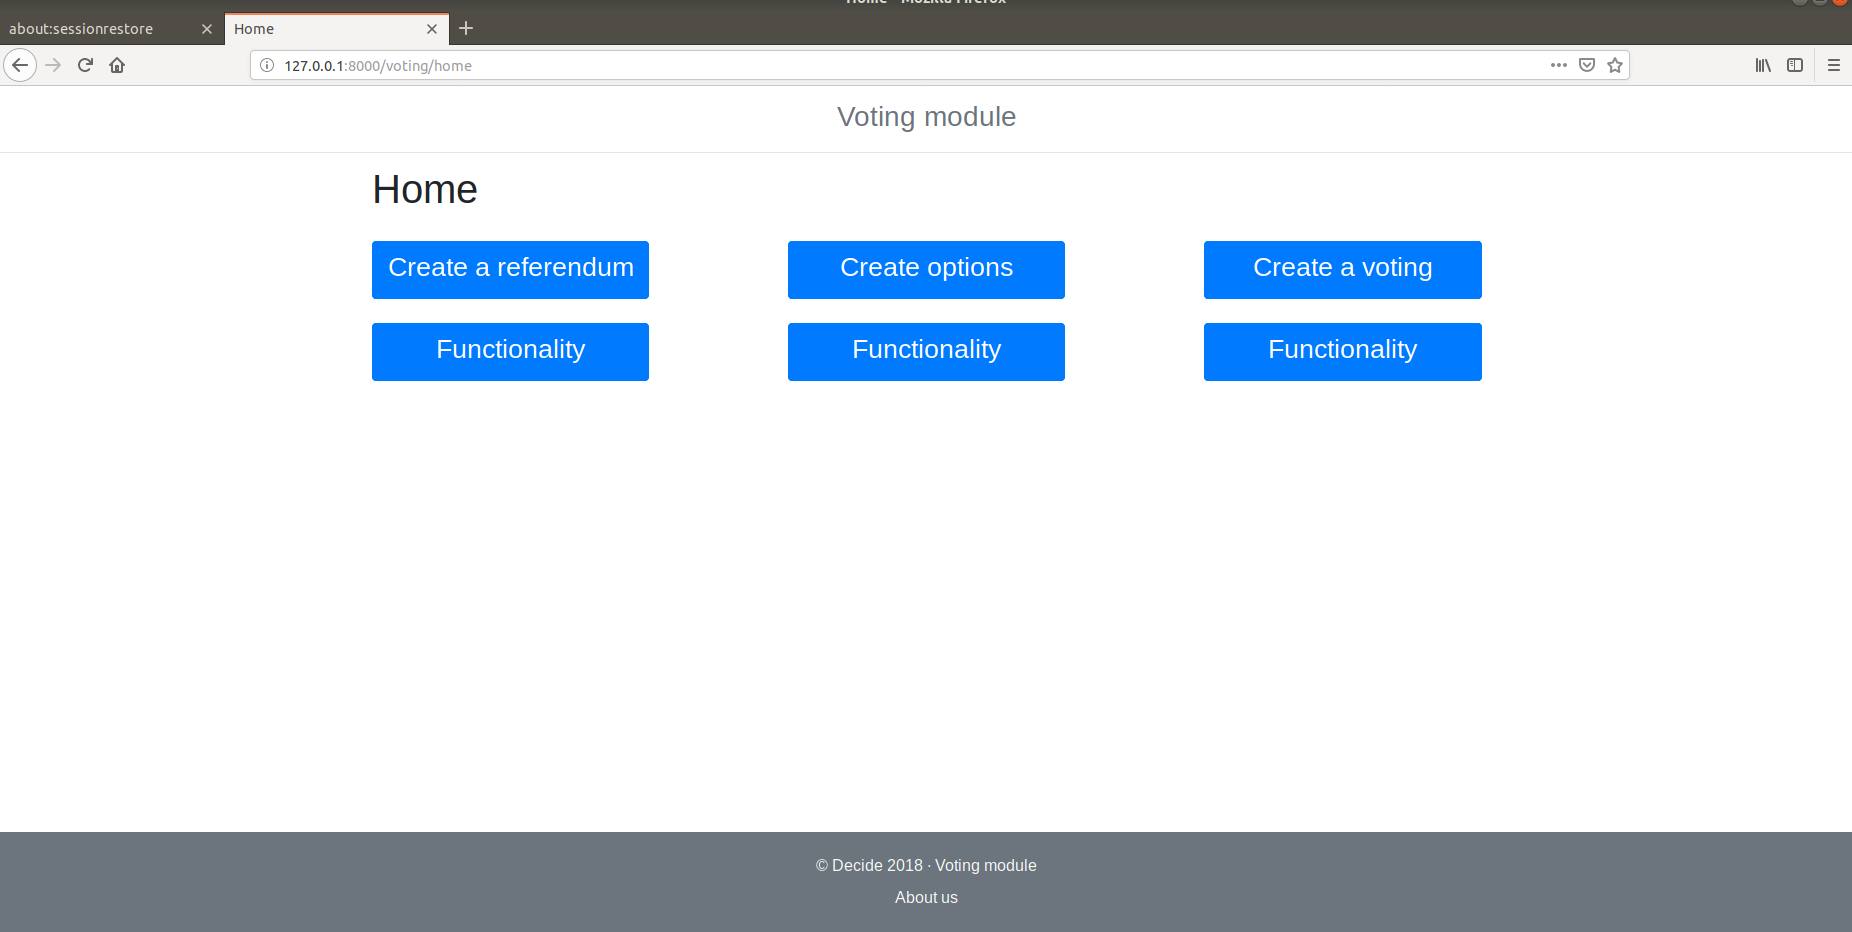 Home - Mozilla Firefox
about:sessionrestore
Home
127.0.0.1:8000/voting/home
Voting module
Home
Create a referendum
Create options
Create a voting
Functionality
Functionality
Functionality
© Decide 2018 · Voting module
About us